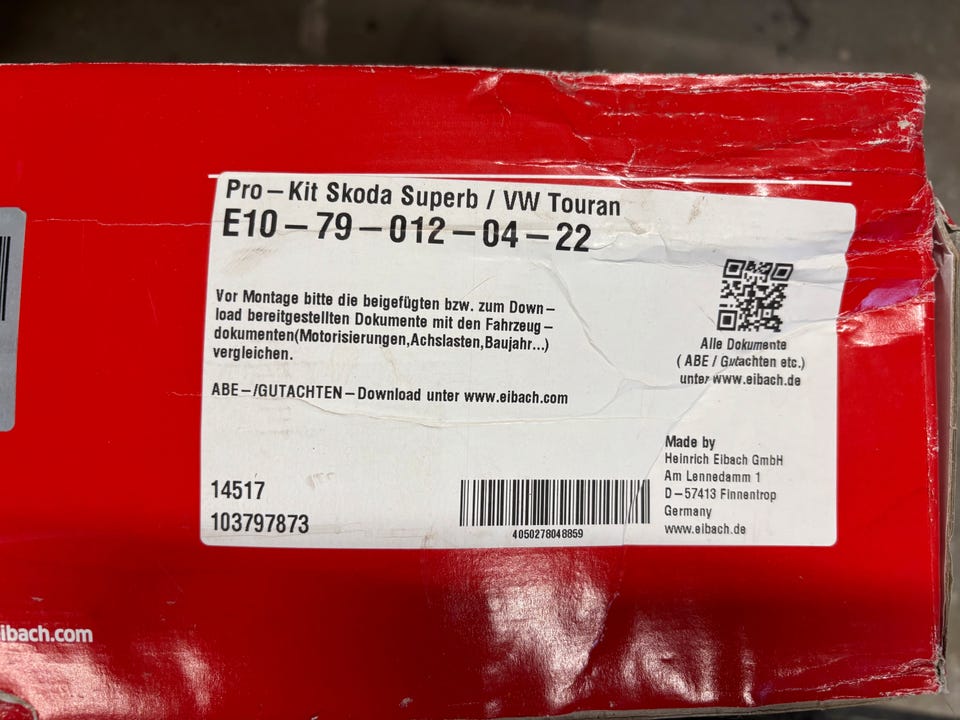 Pro-Kit Skoda Superb / VW Touran
E10-79-012-04-22
Vor Montage bitte die beigefügten bzw. zum Down-
load bereitgestellten Dokumente mit den Fahrzeug-
dokumenten(Motorisierungen,Achslasten,Baujahr...)
vergleichen.
ABE-/GUTACHTEN-Download unter www.eibach.com
Alle Dokumente
( ABE / Gutachten etc.)
unter www.eibach.de
14517
103797873
4050278048859
Made by
Heinrich Eibach GmbH
Am Lennedamm 1
D-57413 Finnentrop
Germany
www.eibach.de
ibach.com